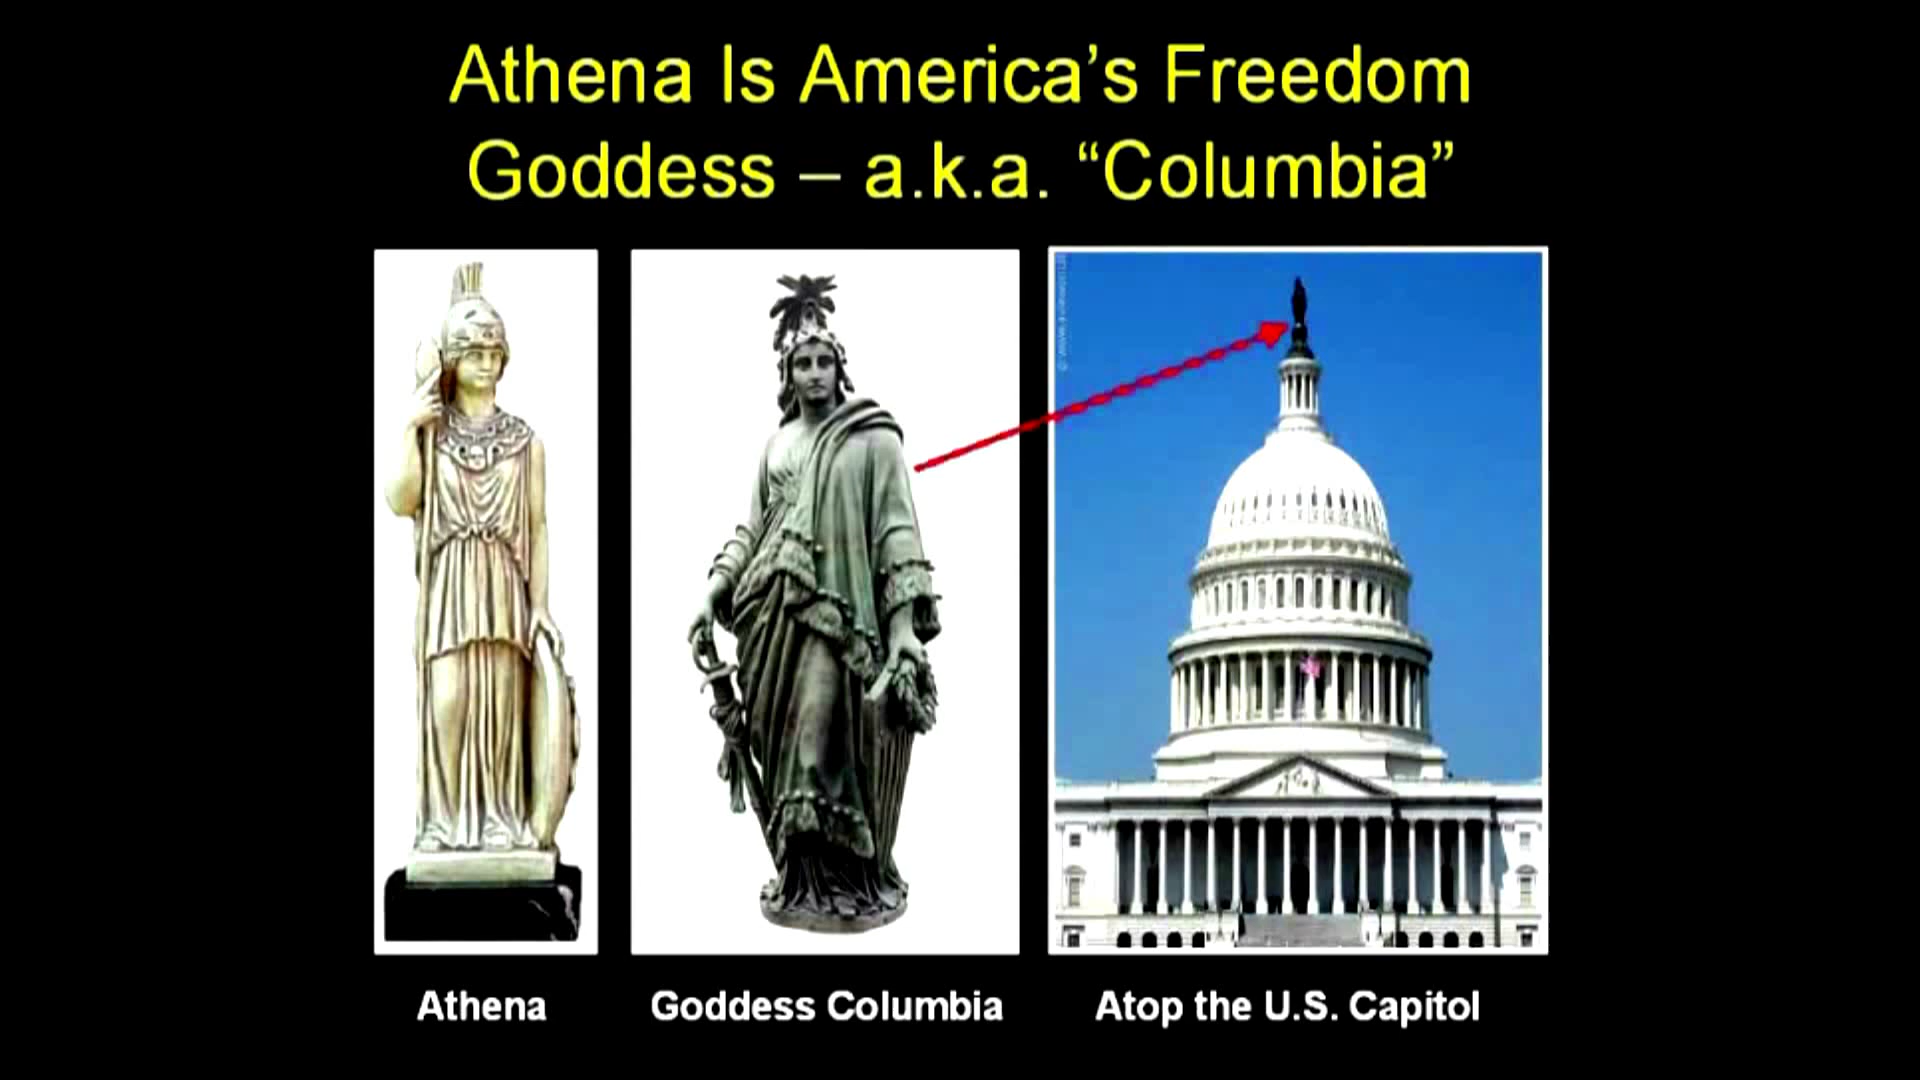 Athena Is America’s Freedom
Goddess – a.k.a. “Columbia”
Athena
Goddess Columbia
Atop the U.S. Capitol